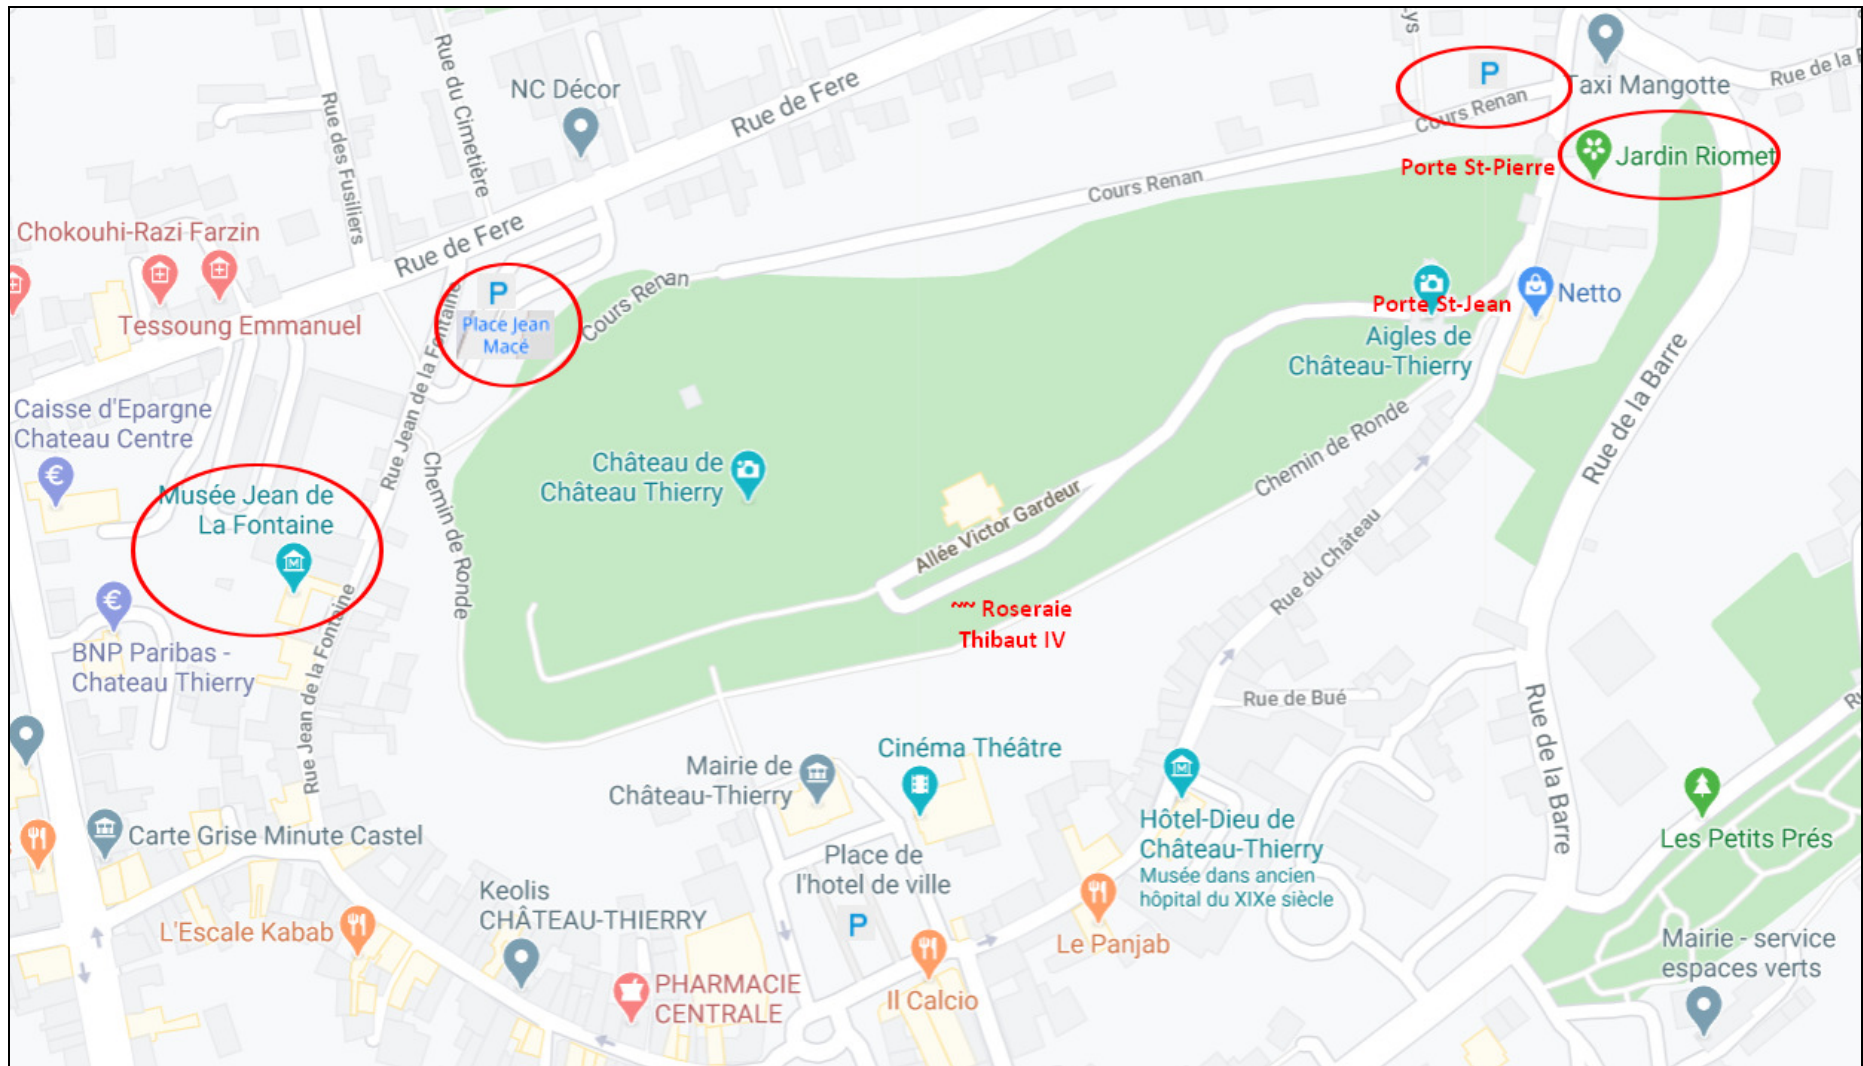 -ys
P
Taxi Mangotte
Rue de la
NC Décor
Rue de Fere
Rue du Cimetière
Rue des Fusiliers
Cours Renan
Porte St-Pierre
Jardin Riomet
Cours Renan
Chokouhi-Razi Farzin
Rue de Fere
Tessoung Emmanuel
P
Place Jean
Macé
Cours Renan
Porte St-Jean
Netto
Aigles de
Château-Thierry
Rue Jean de la Fontaine
Rue de la Barre
Caisse d'Epargne
Chateau Centre
€
Château de
Château Thierry
Chemin de Ronde
Chemin de Ronde
Musée Jean de
La Fontaine
M
Allée Victor Gardeur
Rue du Château
€
~~ Roseraie
Thibaut IV
BNP Paribas -
Chateau Thierry
Rue Jean de la Fontaine
Rue Jean de la Fontaine
Rue de Bué
Rue de la Barre
Mairie de
Château-Thierry
Cinéma Théâtre
M
Hôtel-Dieu de
Château-Thierry
Musée dans ancien
hôpital du XIXe siècle
Les Petits Prés
Carte Grise Minute Castel
Place de
l'hotel de ville
P
Keolis
CHÂTEAU-THIERRY
L'Escale Kabab
Le Panjab
Mairie - service
espaces verts
PHARMACIE
CENTRALE
Il Calcio